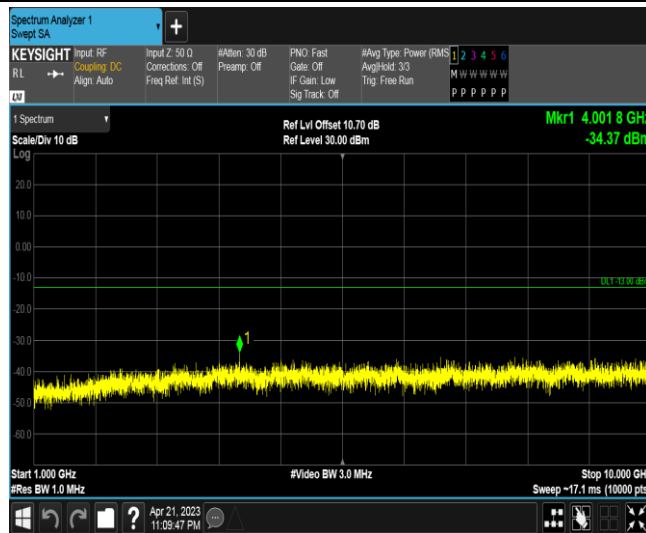 Spectrum Analyzer 1
Swept SA
+
KEYSIGHT
RL
LXI
Input: RF
Coupling: DC
Align: Auto
Input Z: 50 Ω
Corrections: Off
Freq Ref: Int (S)
#Atten: 30 dB
Preamp: Off
PNO: Fast
Gate: Off
IF Gain: Low
Sig Track: Off
#Avg Type: Power (RMS
Avg|Hold: 3/3
Trig: Free Run
1 2 3 4 5 6
M W W W W W
P P P P P P
1 Spectrum
Scale/Div 10 dB
Log
Ref Lvl Offset 10.70 dB
Ref Level 30.00 dBm
Mkr1 4.001 8 GHz
-34.37 dBm
20.0
10.0
0.00
-10.0
DL1 -13.00 dBm
-20.0
-30.0
1
-40.0
-50.0
-60.0
Start 1.000 GHz
#Res BW 1.0 MHz
#Video BW 3.0 MHz
Stop 10.000 GHz
Sweep ~17.1 ms (10000 pts
?
Apr 21, 2023
11:09:47 PM